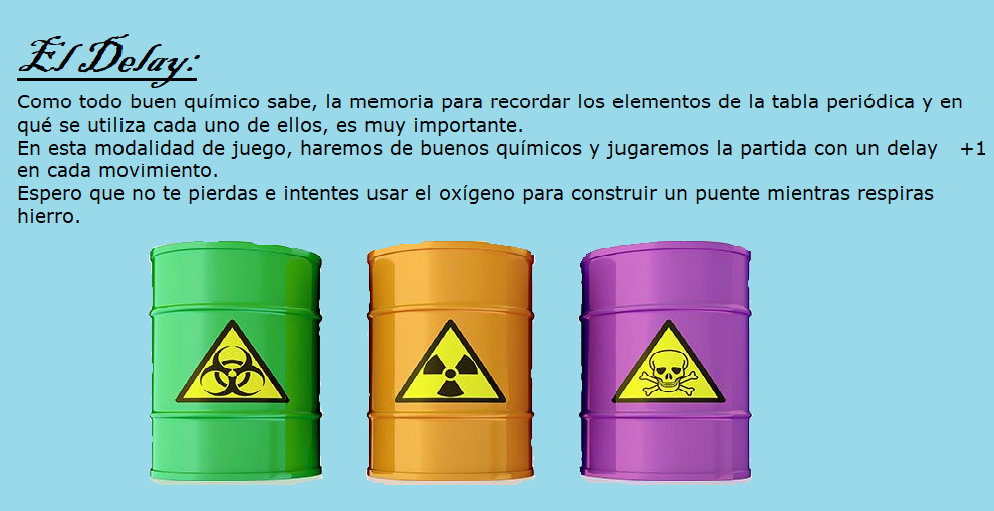 El Delay:
Como todo buen químico sabe, la memoria para recordar los elementos de la tabla periódica y en
qué se utiliza cada uno de ellos, es muy importante.
En esta modalidad de juego, haremos de buenos químicos y jugaremos la partida con un delay +1
en cada movimiento.
Espero que no te pierdas e intentes usar el oxígeno para construir un puente mientras respiras
hierro.